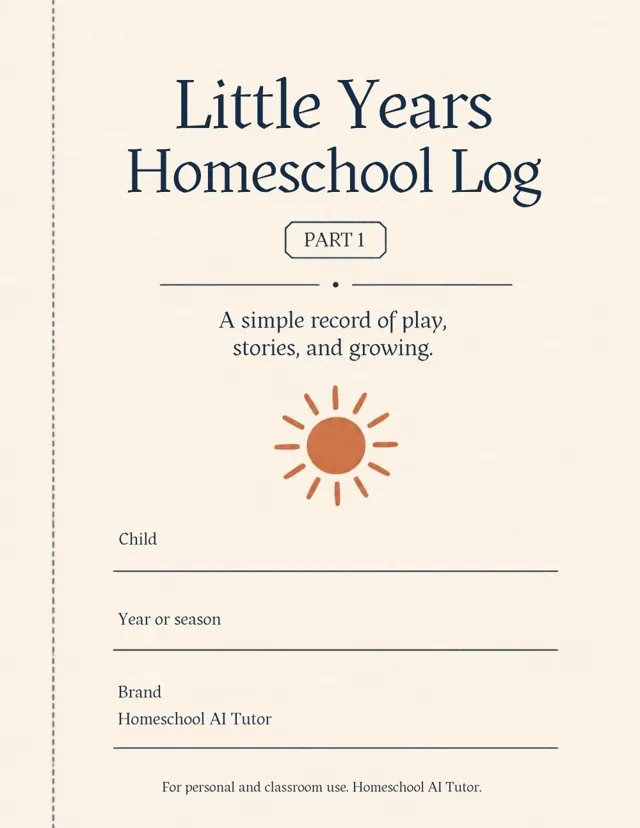 Little Years
Homeschool Log
PART 1
A simple record of play,
stories, and growing.
Child
Year or season
Brand
Homeschool AI Tutor
For personal and classroom use. Homeschool AI Tutor.